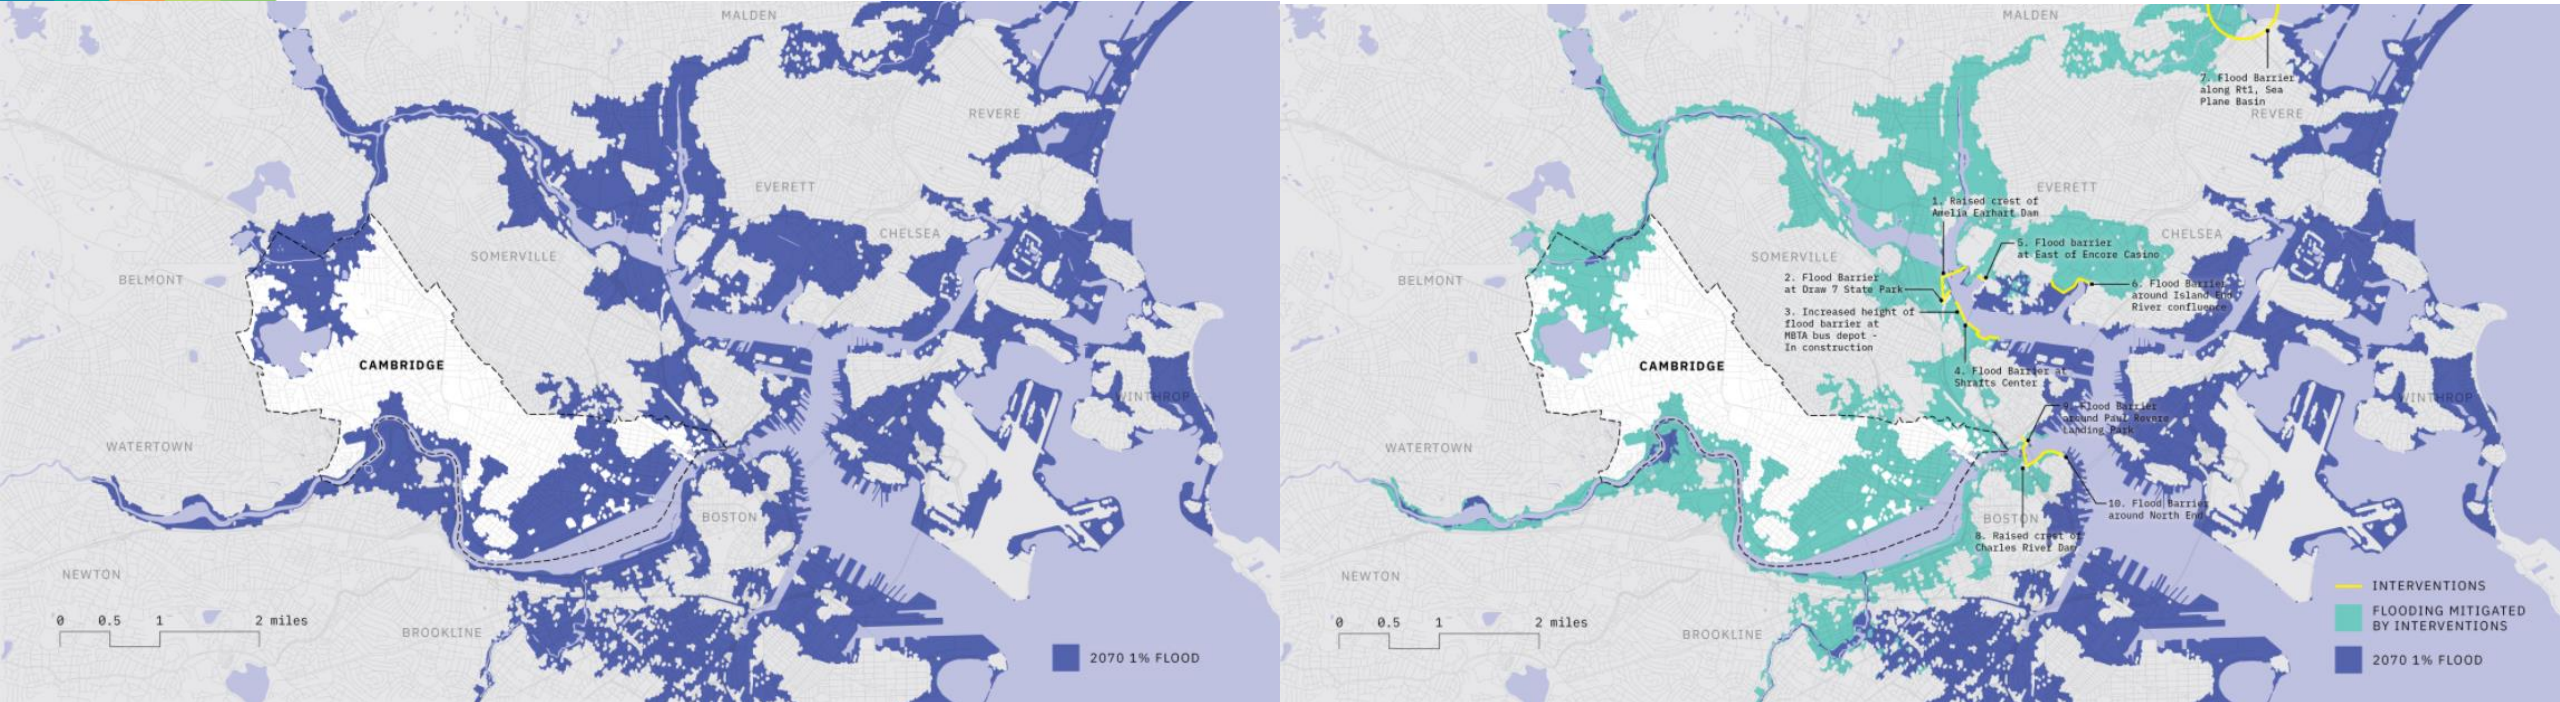 MALDEN
REVERE
EVERETT
CHELSEA
SOMERVILLE
BELMONT
CAMBRIDGE
WINTHROP
WATERTOWN
BOSTON
NEWTON
BROOKLINE
0 0.5 1 2 miles
2070 1% FLOOD
MALDEN
7. Flood Barrier
along Rt1, Sea
Plane Basin
REVERE
EVERETT
1. Raised crest of
Amelia Earhart Dam
CHELSEA
5. Flood barrier
at East of Encore Casino
SOMERVILLE
BELMONT
2. Flood Barrier
at Draw 7 State Park
6. Flood Barrier
around Island End
River confluence
3. Increased height of
flood barrier at
MBTA bus depot -
In construction
CAMBRIDGE
4. Flood Barrier at
Shrafts Center
WINTHROP
9. Flood Barrier
around Paul Revere
Landing Park
WATERTOWN
10. Flood Barrier
around North End
BOSTON
8. Raised crest of
Charles River Dam
NEWTON
BROOKLINE
0 0.5 1 2 miles
INTERVENTIONS
FLOODING MITIGATED
BY INTERVENTIONS
2070 1% FLOOD